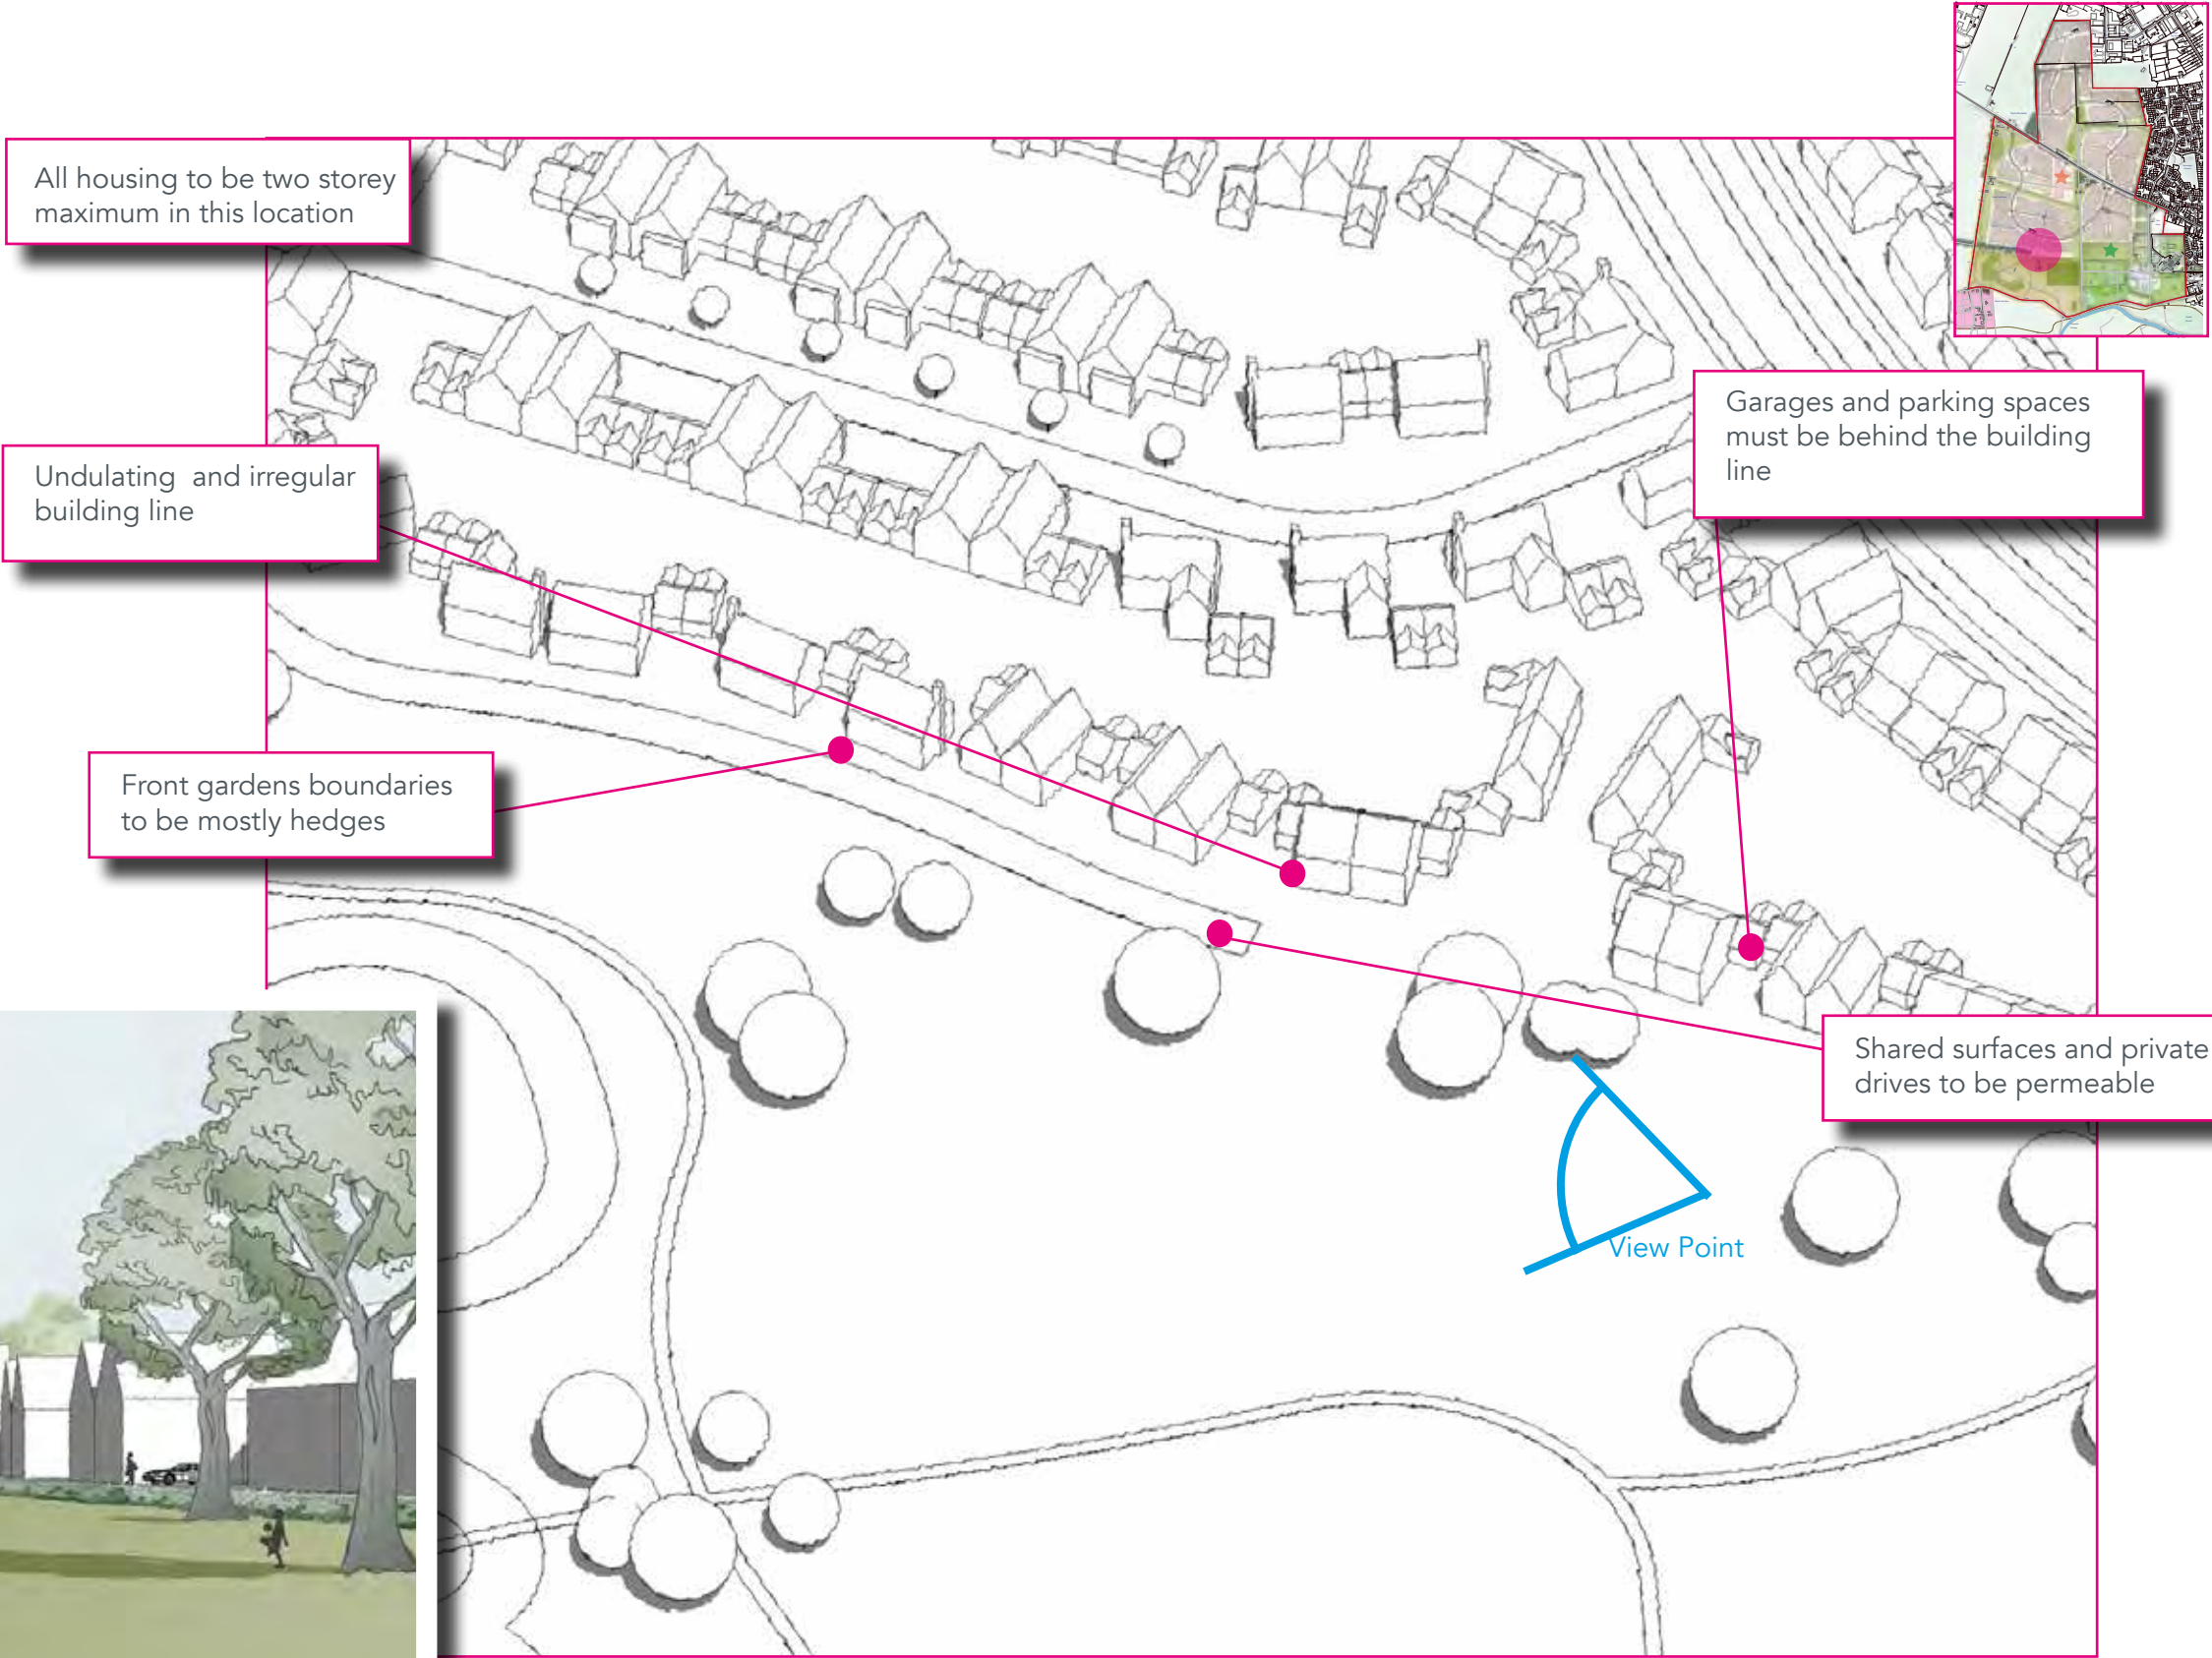 All housing to be two storey
maximum in this location
Undulating and irregular
building line
Garages and parking spaces
must be behind the building
line
Front gardens boundaries
to be mostly hedges
Shared surfaces and private
drives to be permeable
View Point